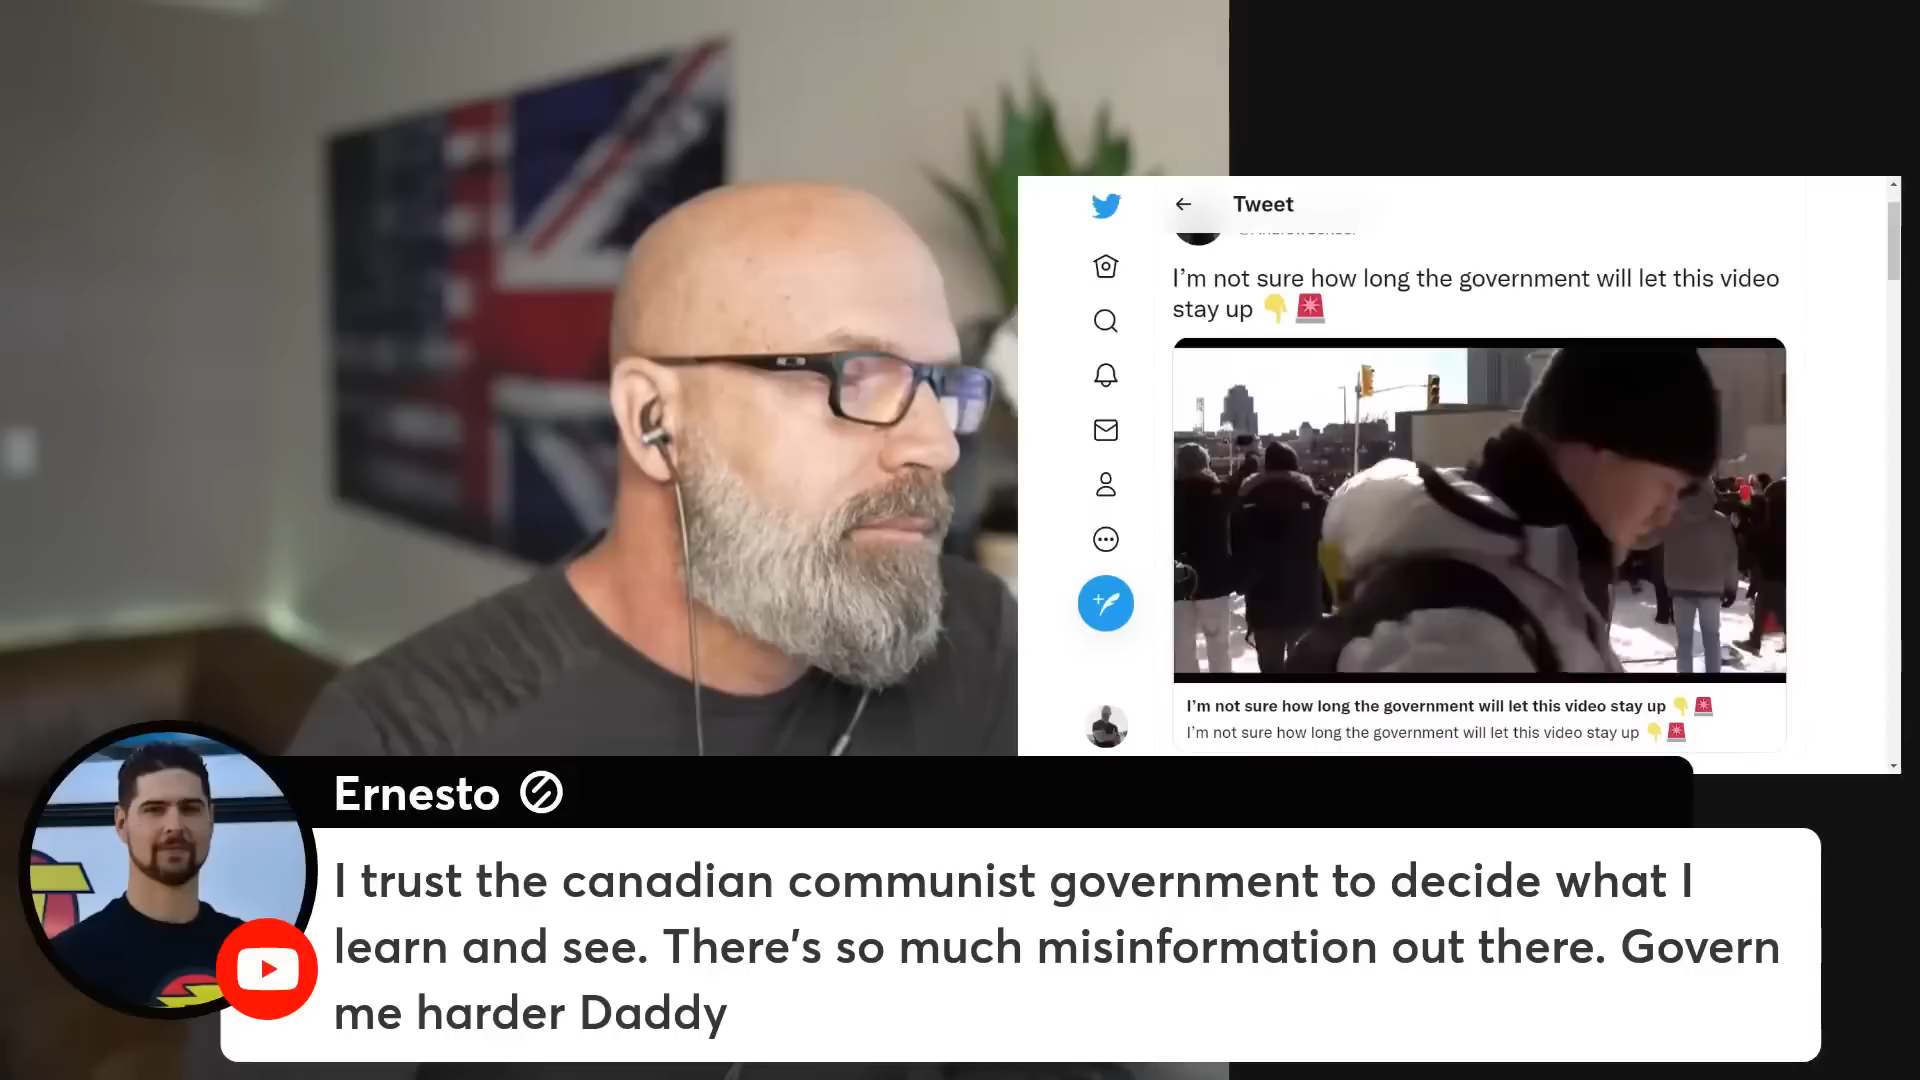 Tweet
I’m not sure how long the government will let this video
stay up
I’m not sure how long the government will let this video stay up
I’m not sure how long the government will let this video stay up
Ernesto
I trust the canadian communist government to decide what I
learn and see. There's so much misinformation out there. Govern
me harder Daddy